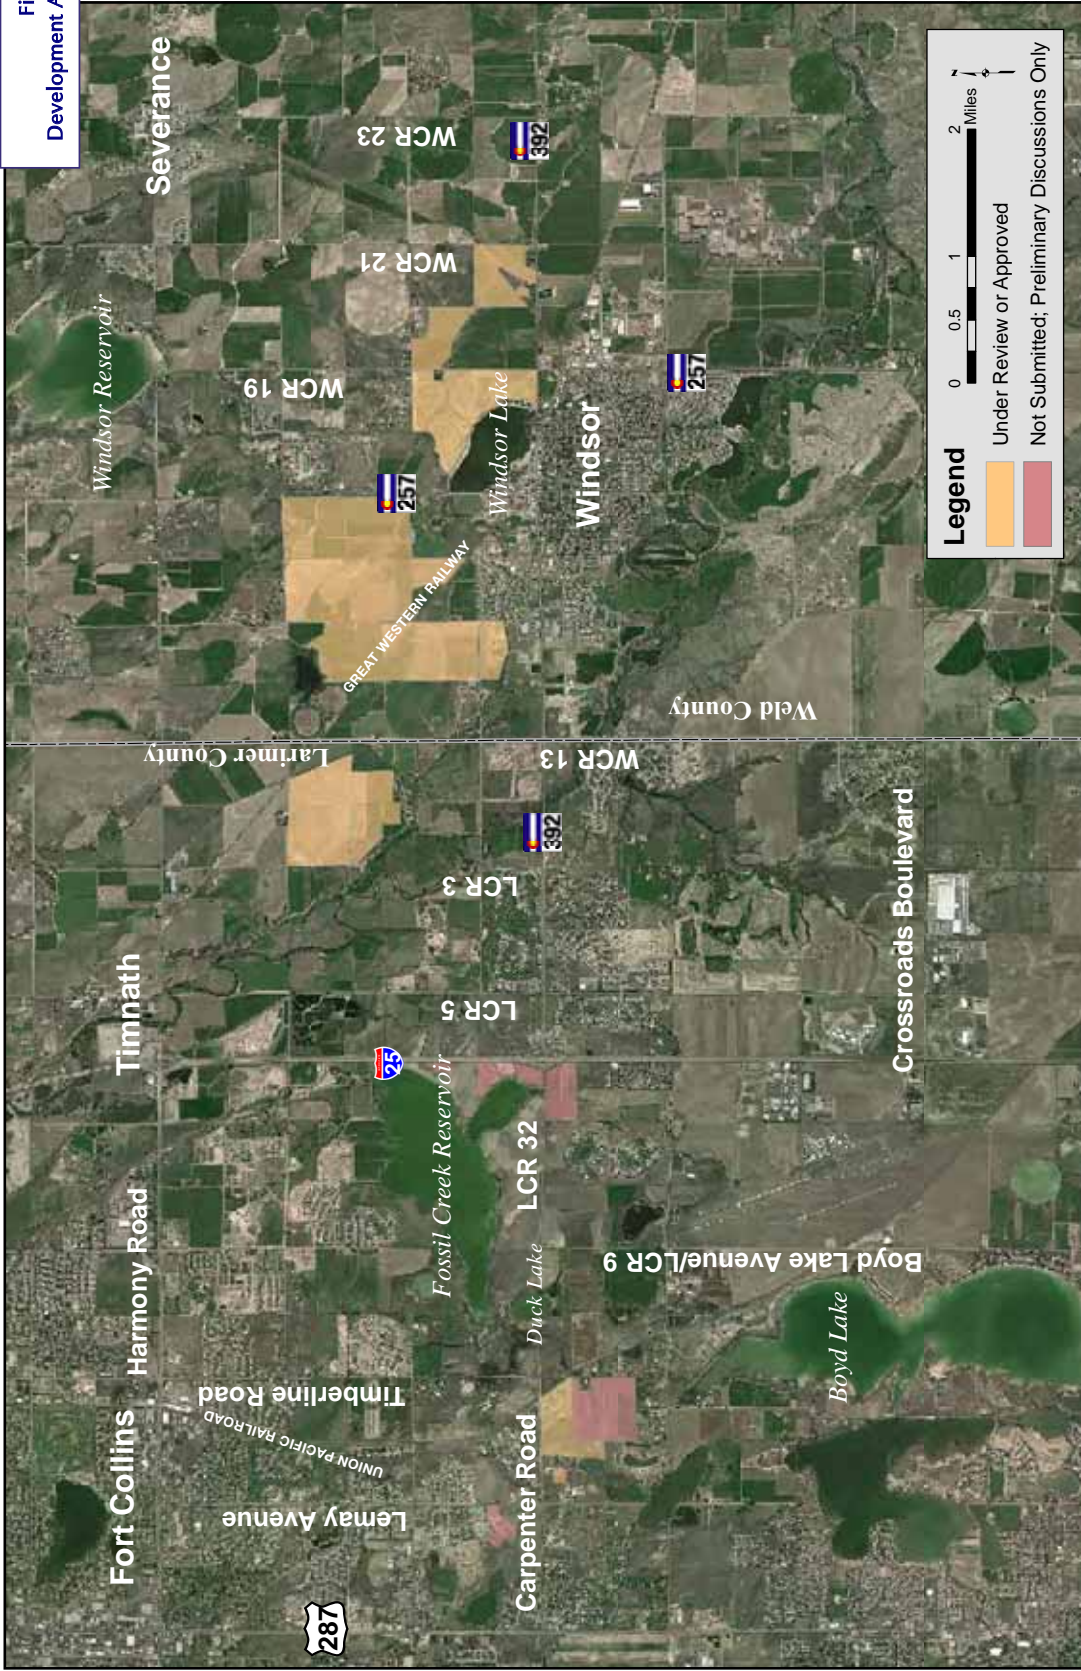 Fi
Development A
Fort Collins
Harmony Road
Timnath
Severance
Windsor Reservoir
Larimer County
WCR 19
WCR 21
WCR 23
287
Lemay Avenue
UNION PACIFIC RAILROAD
Timberline Road
25
257
GREAT WESTERN RAILWAY
Fossil Creek Reservoir
LCR 5
LCR 3
Windsor Lake
Carpenter Road
Duck Lake
LCR 32
392
392
WCR 13
Windsor
257
Weld County
Boyd Lake Avenue/LCR 9
Boyd Lake
Crossroads Boulevard
Legend
0 0.5 1 2
Miles
N
Under Review or Approved
Not Submitted; Preliminary Discussions Only